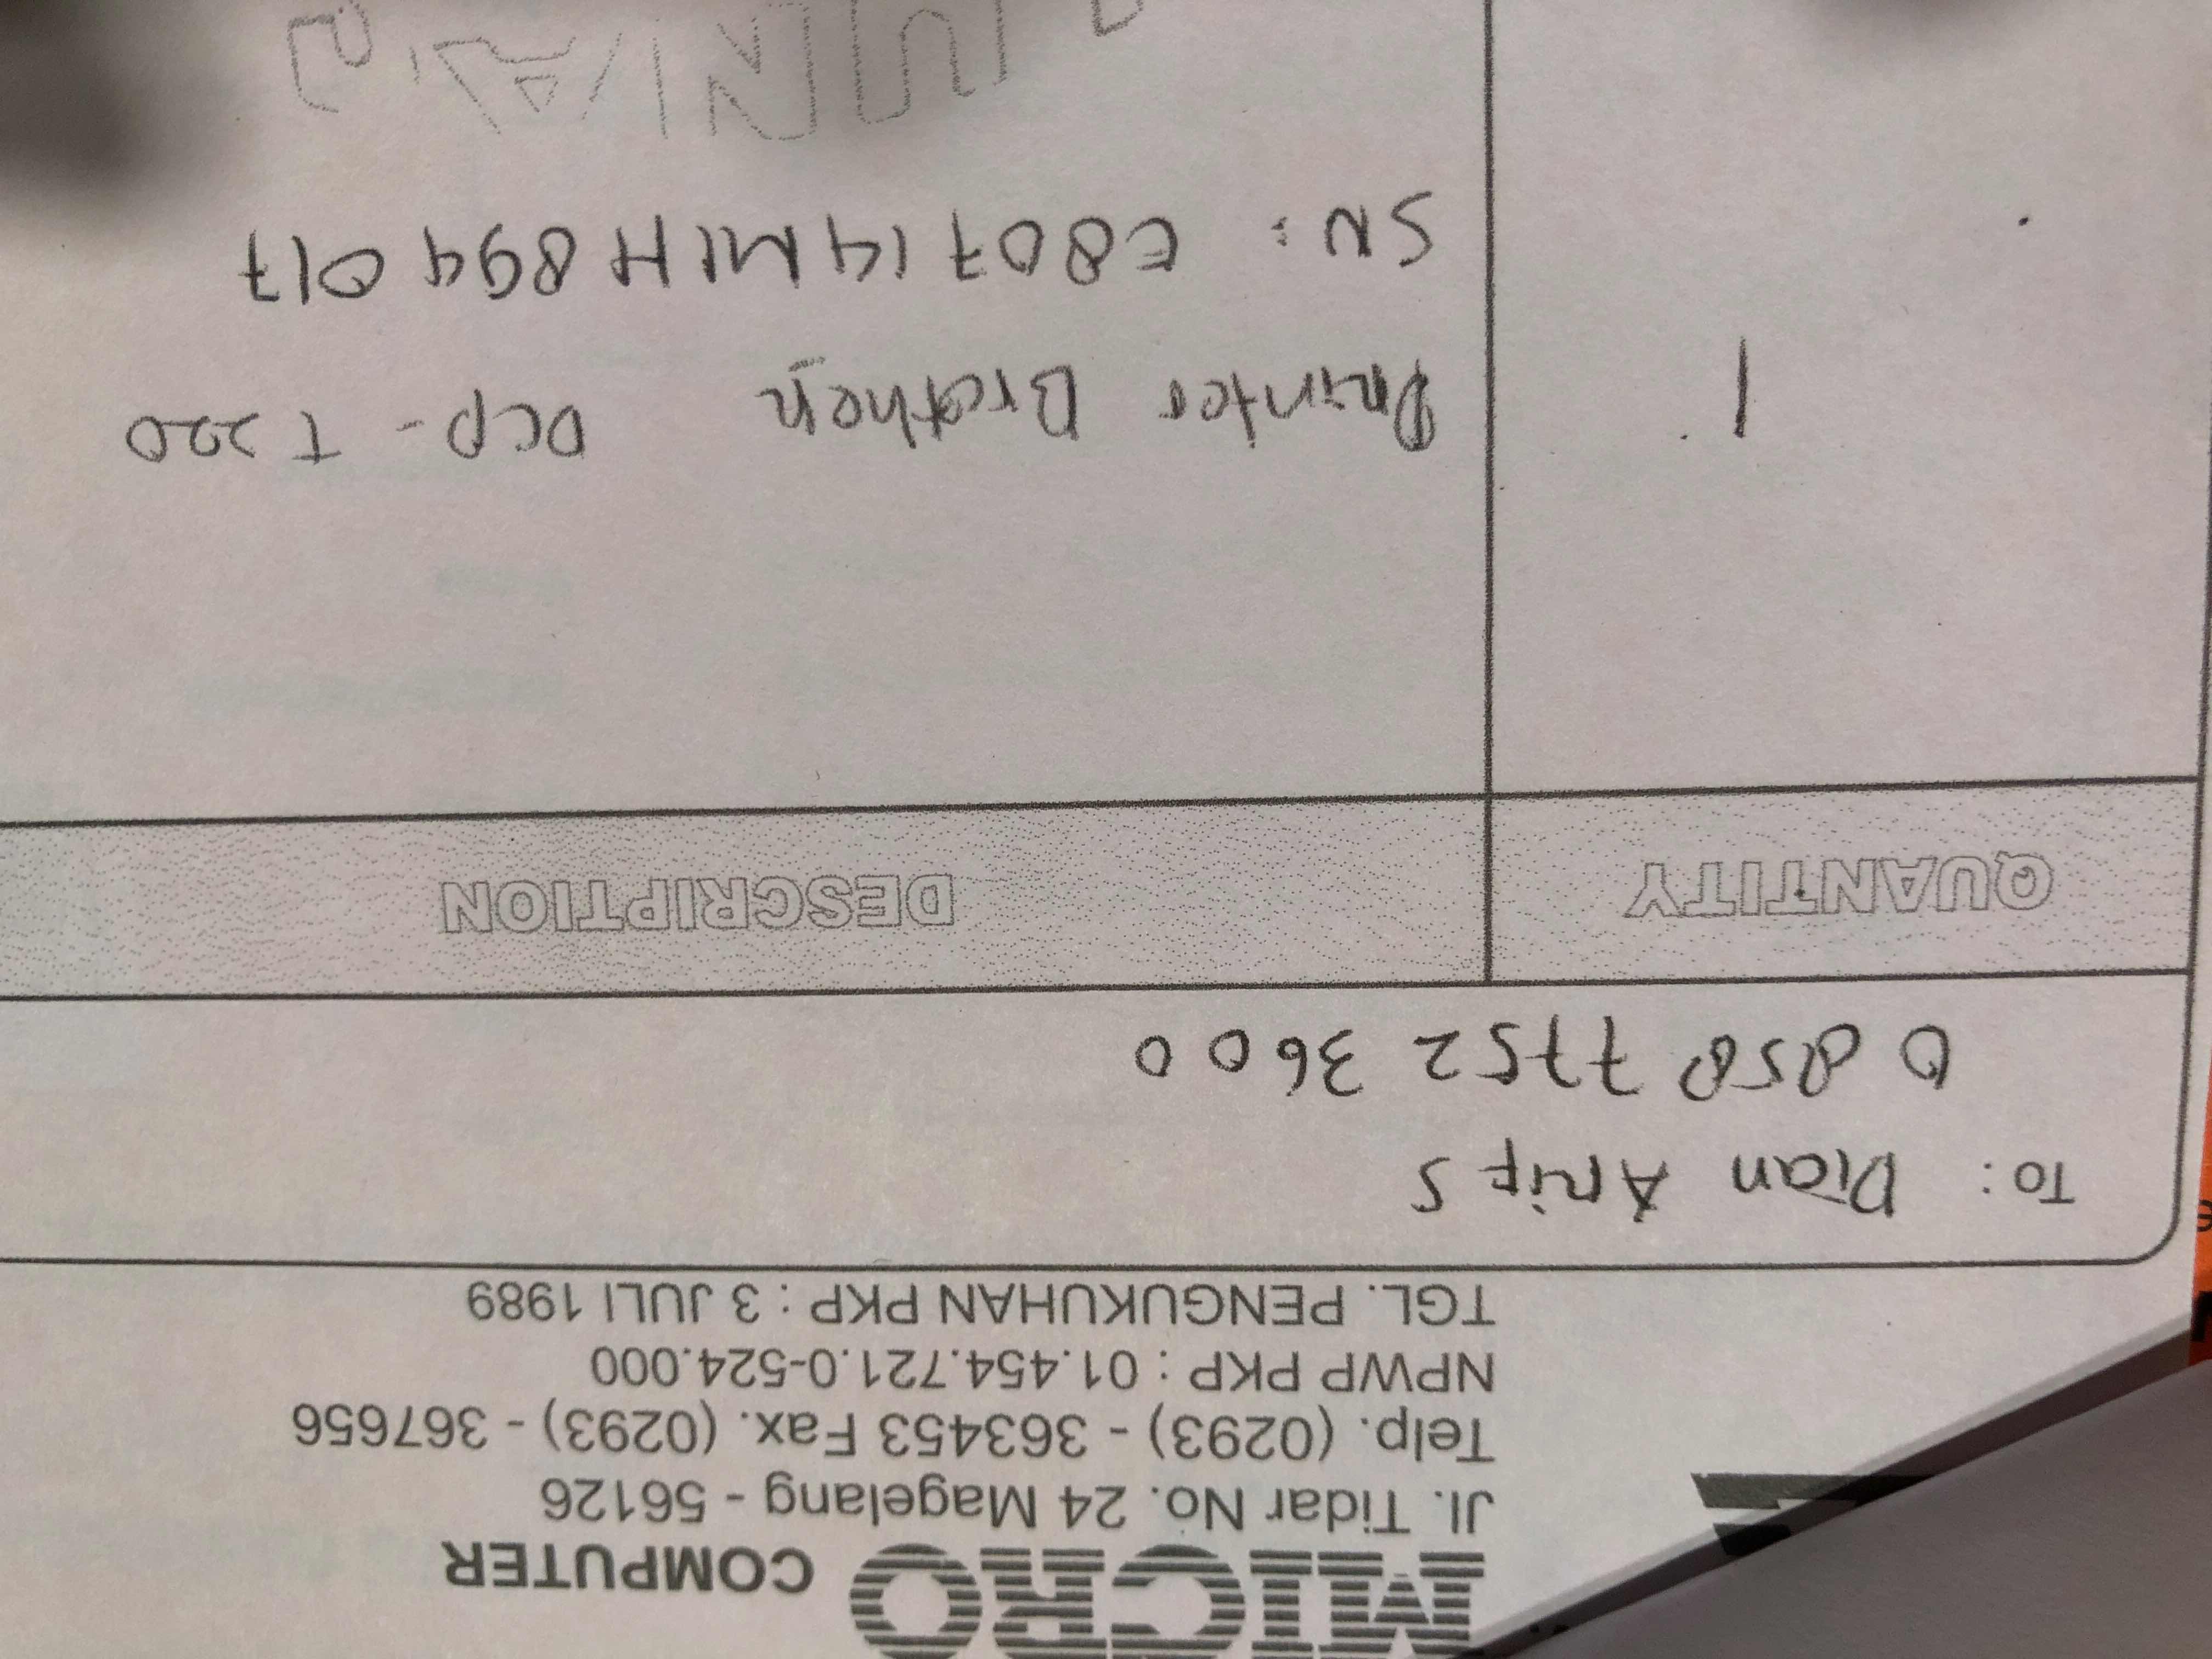 MICRO COMPUTER
Jl. Tidar No. 24 Magelang - 56126
Telp. (0293) - 363453 Fax. (0293) - 367656
NPWP PKP : 01.454.721.0-524.000
TGL. PENGUKUHAN PKP : 3 JULI 1989
TO : Dian Arif S
0858 7752 3600
QUANTITY DESCRIPTION
1 Printer Brother DCP - T220
SN : E80714M1H894017